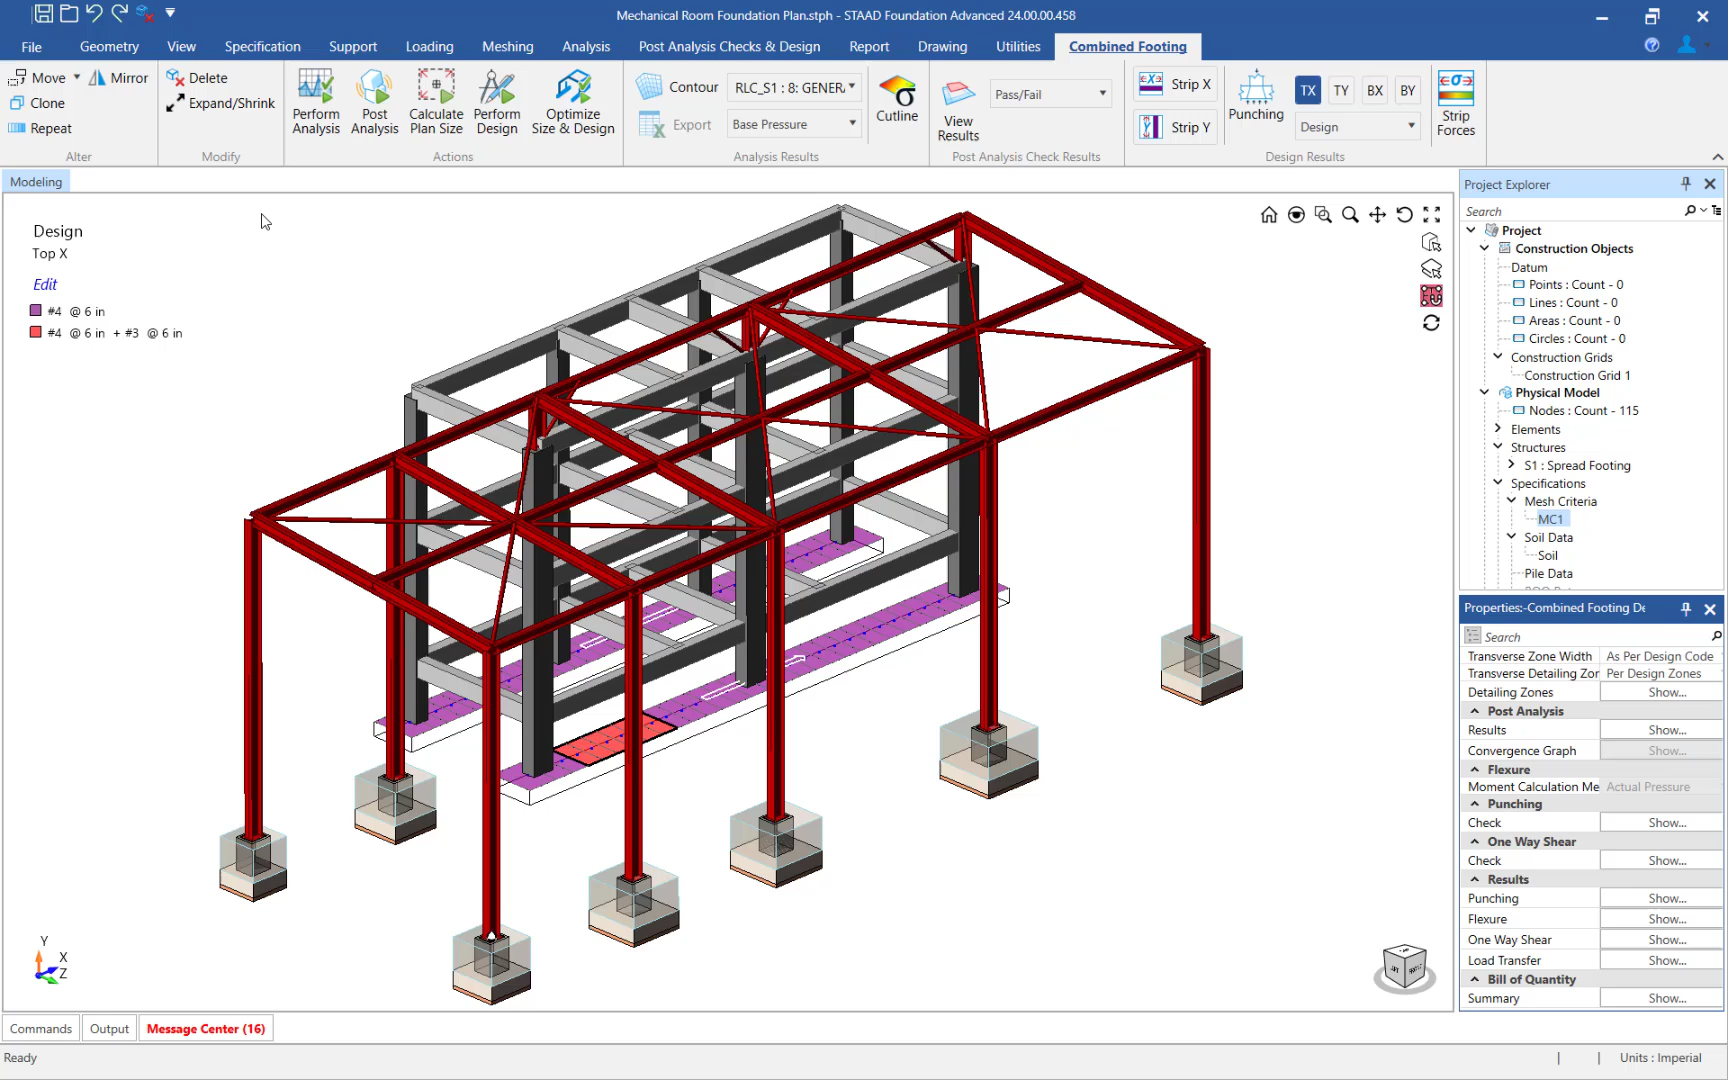 Mechanical Room Foundation Plan.stph - STAAD Foundation Advanced 24.00.00.458
File Geometry View Specification Support Loading Meshing Analysis Post Analysis Checks & Design Report Drawing Utilities Combined Footing
Move Mirror
Clone
Repeat
Alter
Delete
Expand/Shrink
Modify
Perform Analysis
Post Analysis
Calculate Plan Size
Perform Design
Optimize Size & Design
Actions
Contour RLC_S1 : 8: GENER
Export Base Pressure
Analysis Results
Cutline
View Results
Pass/Fail
Post Analysis Check Results
Strip X
Strip Y
Punching
TX TY BX BY
Design
Strip Forces
Design Results
Modeling
Design
Top X
Edit
#4 @ 6 in
#4 @ 6 in + #3 @ 6 in
Y
X
Z
Project Explorer
Search
Project
Construction Objects
Datum
Points : Count - 0
Lines : Count - 0
Areas : Count - 0
Circles : Count - 0
Construction Grids
Construction Grid 1
Physical Model
Nodes : Count - 115
Elements
Structures
S1 : Spread Footing
Specifications
Mesh Criteria
MC1
Soil Data
Soil
Pile Data
Properties:-Combined Footing De
Search
Transverse Zone Width As Per Design Code
Transverse Detailing Zor Per Design Zones
Detailing Zones Show...
Post Analysis
Results Show...
Convergence Graph Show...
Flexure
Moment Calculation Me Actual Pressure
Punching
Check Show...
One Way Shear
Check Show...
Results
Punching Show...
Flexure Show...
One Way Shear Show...
Load Transfer Show...
Bill of Quantity
Summary Show...
Commands Output Message Center (16)
Ready
Units : Imperial